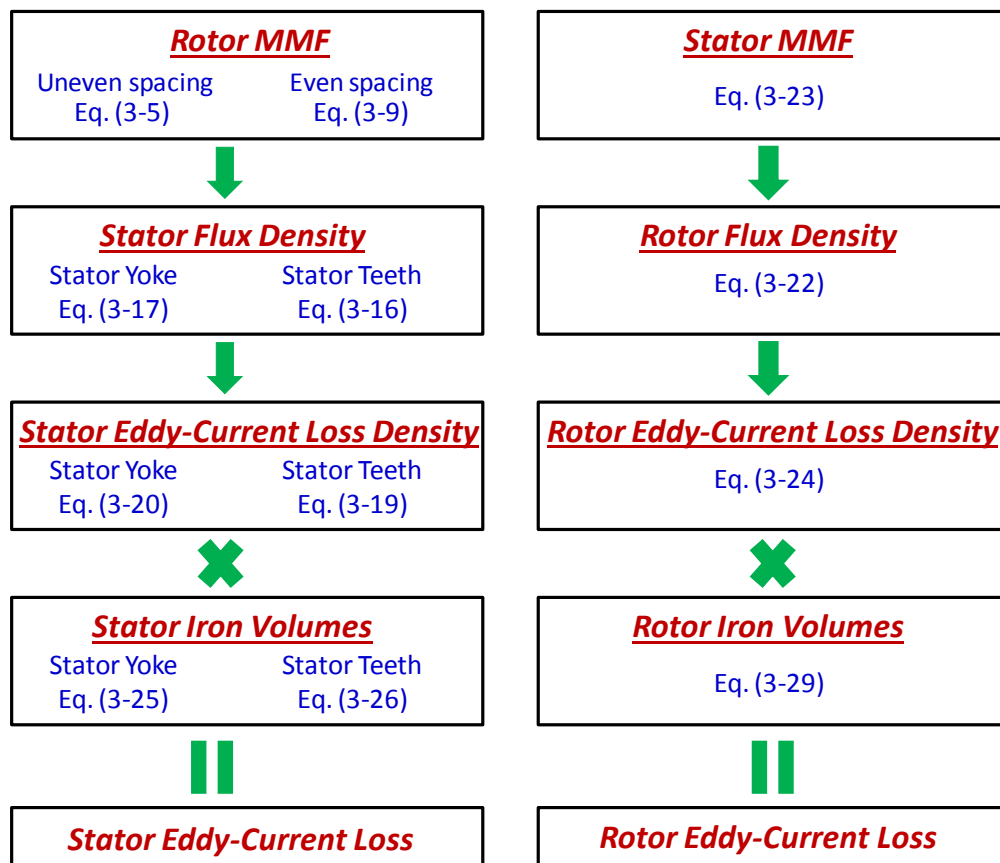 Rotor MMF
Uneven spacing
Eq. (3-5)
Even spacing
Eq. (3-9)
Stator Flux Density
Stator Yoke
Eq. (3-17)
Stator Teeth
Eq. (3-16)
Stator Eddy-Current Loss Density
Stator Yoke
Eq. (3-20)
Stator Teeth
Eq. (3-19)
Stator Iron Volumes
Stator Yoke
Eq. (3-25)
Stator Teeth
Eq. (3-26)
Stator Eddy-Current Loss
Stator MMF
Eq. (3-23)
Rotor Flux Density
Eq. (3-22)
Rotor Eddy-Current Loss Density
Eq. (3-24)
Rotor Iron Volumes
Eq. (3-29)
Rotor Eddy-Current Loss